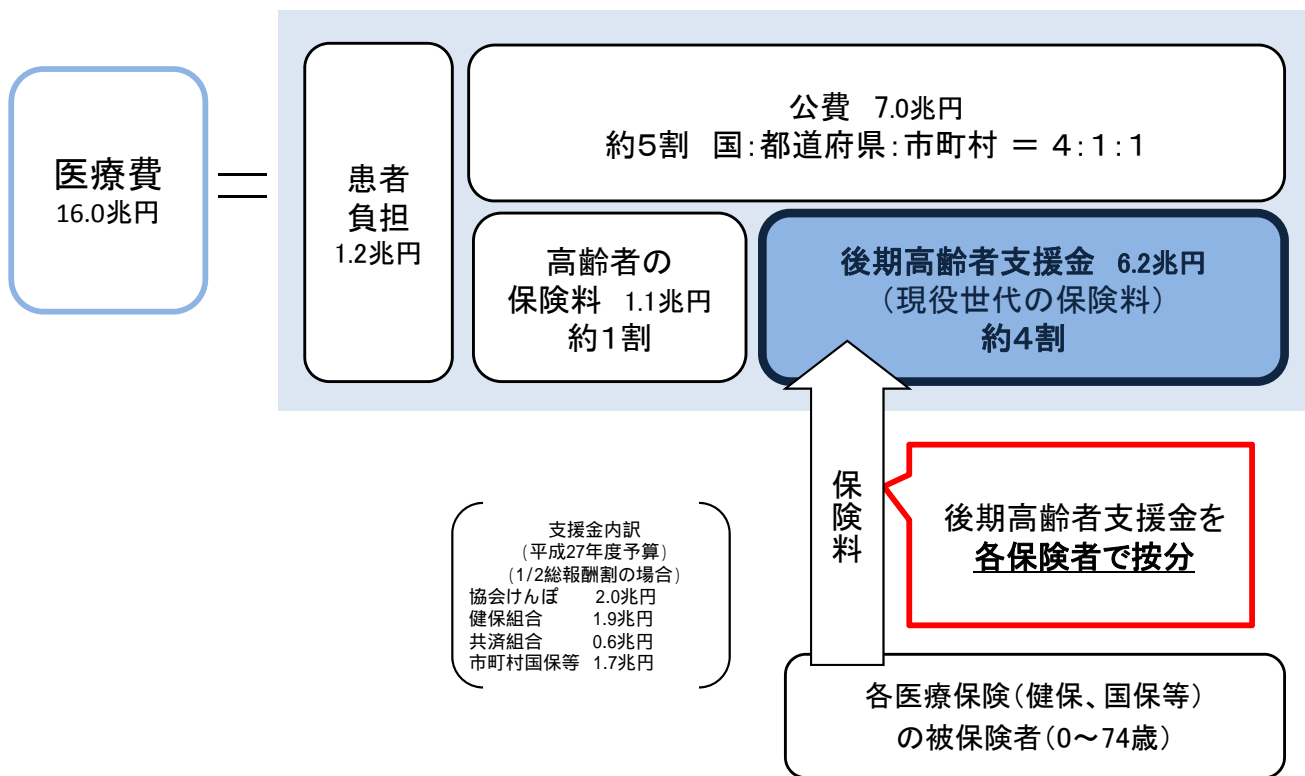 医療費
16.0兆円
患者
負担
1.2兆円
公費 7.0兆円
約5割 国:都道府県:市町村 = 4:1:1
高齢者の
保険料 1.1兆円
約1割
後期高齢者支援金 6.2兆円
(現役世代の保険料)
約4割
保険料
後期高齢者支援金を
各保険者で按分
支援金内訳
(平成27年度予算)
(1/2総報酬割の場合)
協会けんぽ 2.0兆円
健保組合 1.9兆円
共済組合 0.6兆円
市町村国保等 1.7兆円
各医療保険(健保、国保等)
の被保険者(0~74歳)